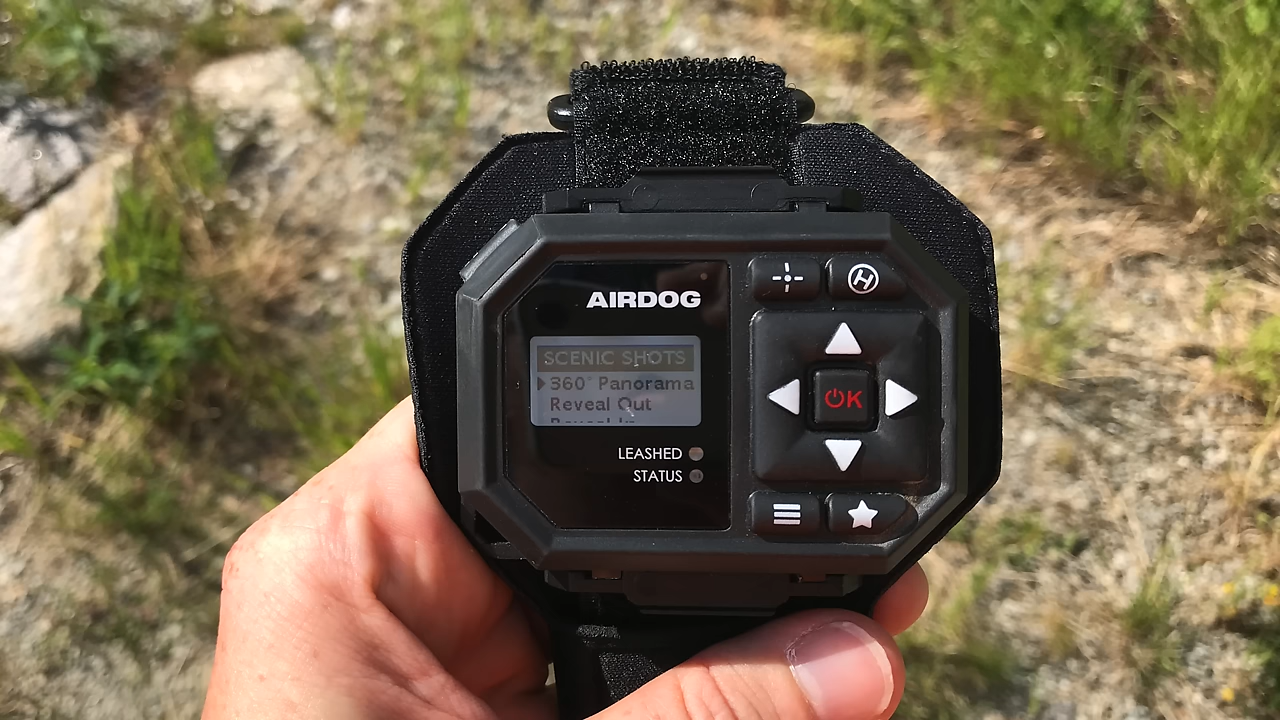 AIRDOG
SCENIC SHOTS
360° Panorama
Reveal Out
LEASHED
STATUS
OK